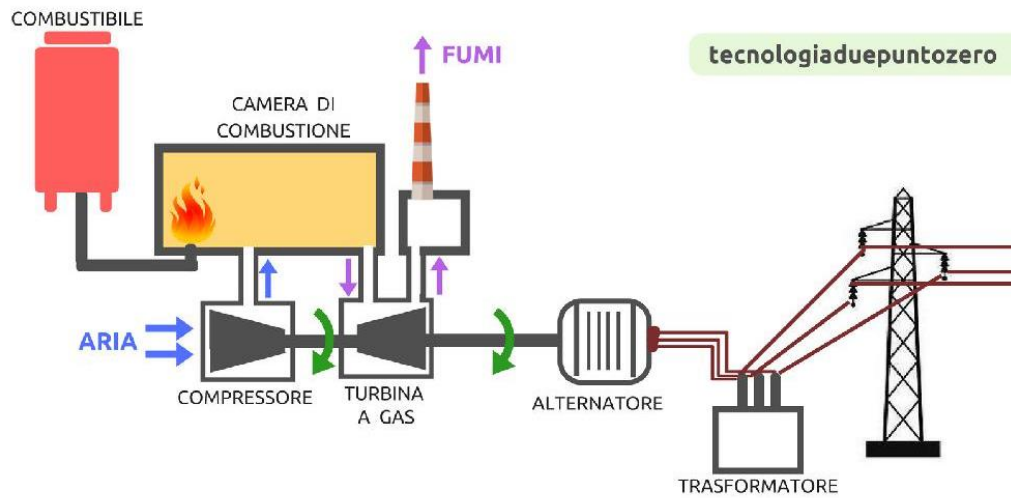 COMBUSTIBILE
FUMI
tecnologiaduepuntozero
CAMERA DI
COMBUSTIONE
ARIA
COMPRESSORE
TURBINA
A GAS
ALTERNATORE
TRASFORMATORE